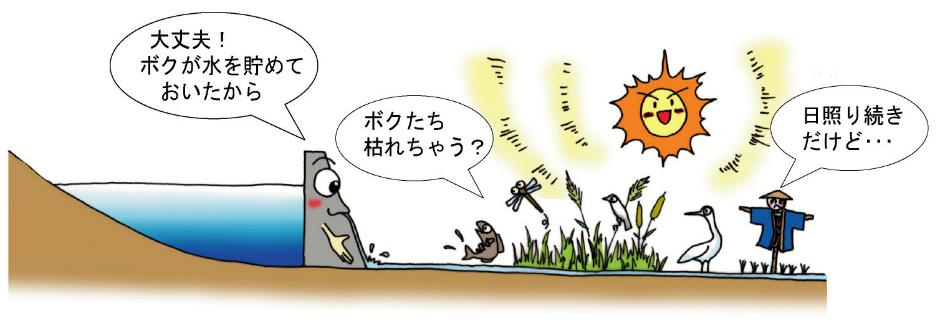 大丈夫！
ボクが水を貯めて
おいたから
ボクたち
枯れちゃう？
日照り続き
だけど･･･